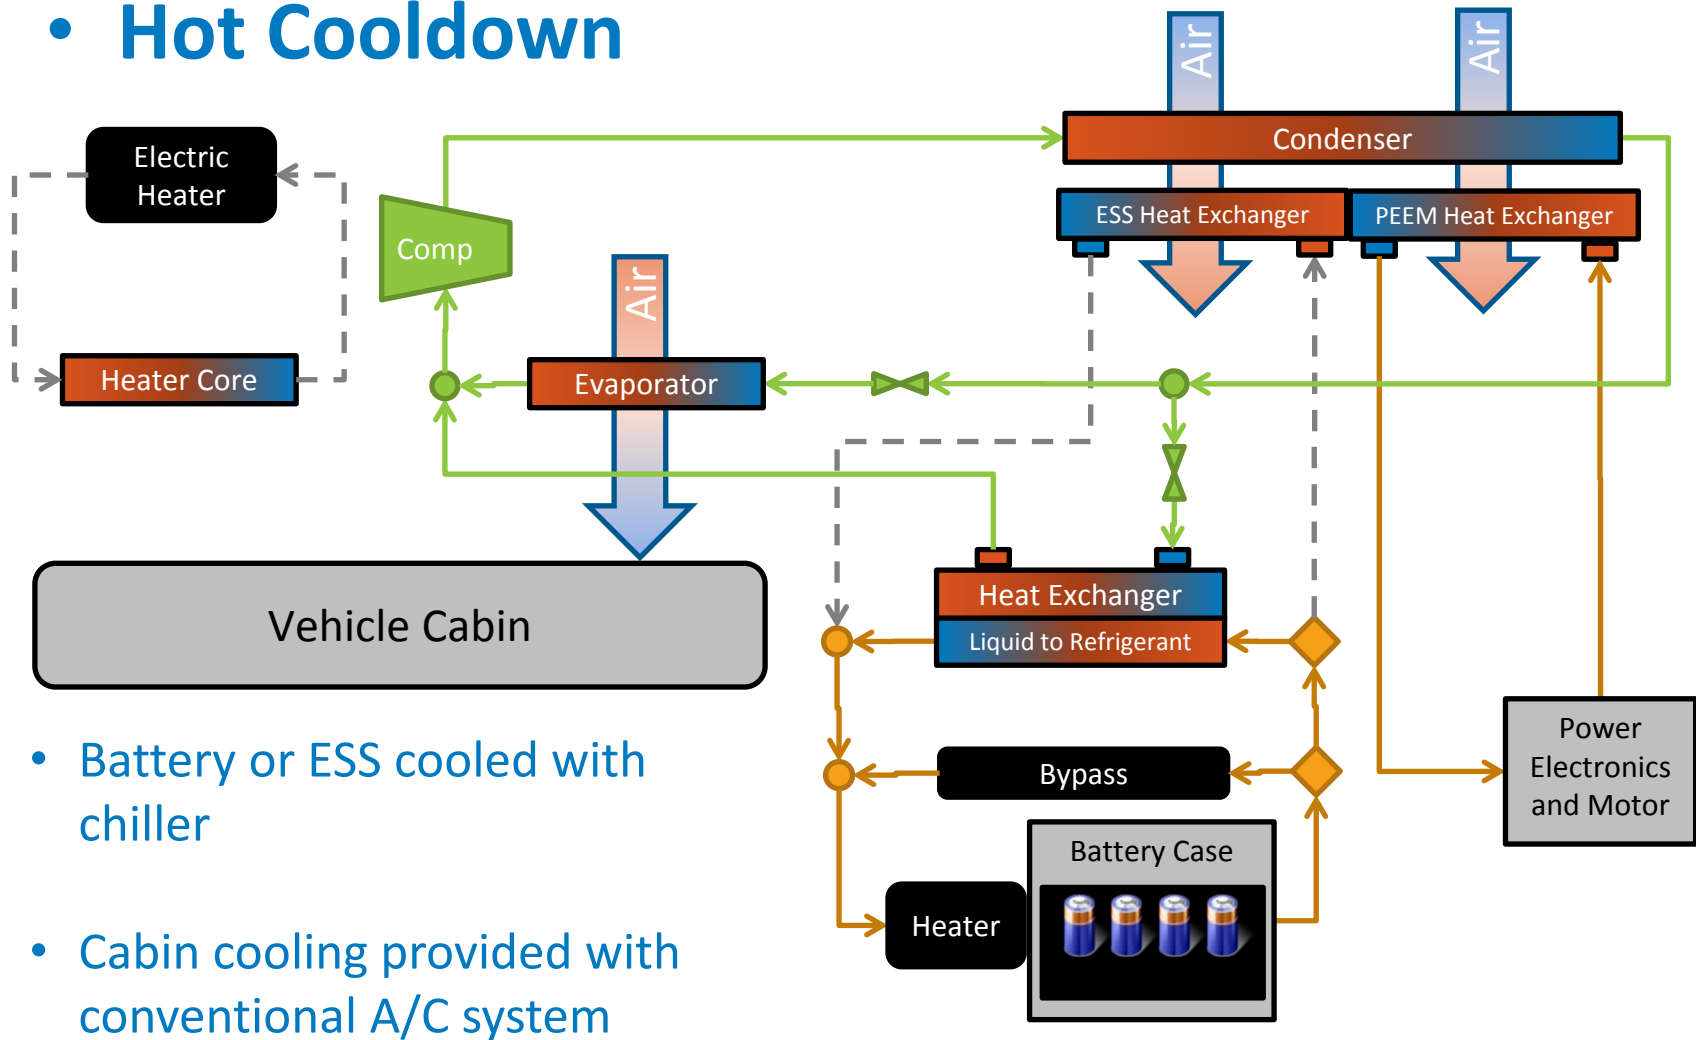 • Hot Cooldown
Air
Air
Condenser
Electric
Heater
ESS Heat Exchanger
PEEM Heat Exchanger
Comp
Air
Heater Core
Evaporator
Heat Exchanger
Liquid to Refrigerant
Vehicle Cabin
Power
Electronics
and Motor
Bypass
Battery Case
Heater
• Battery or ESS cooled with
chiller
• Cabin cooling provided with
conventional A/C system